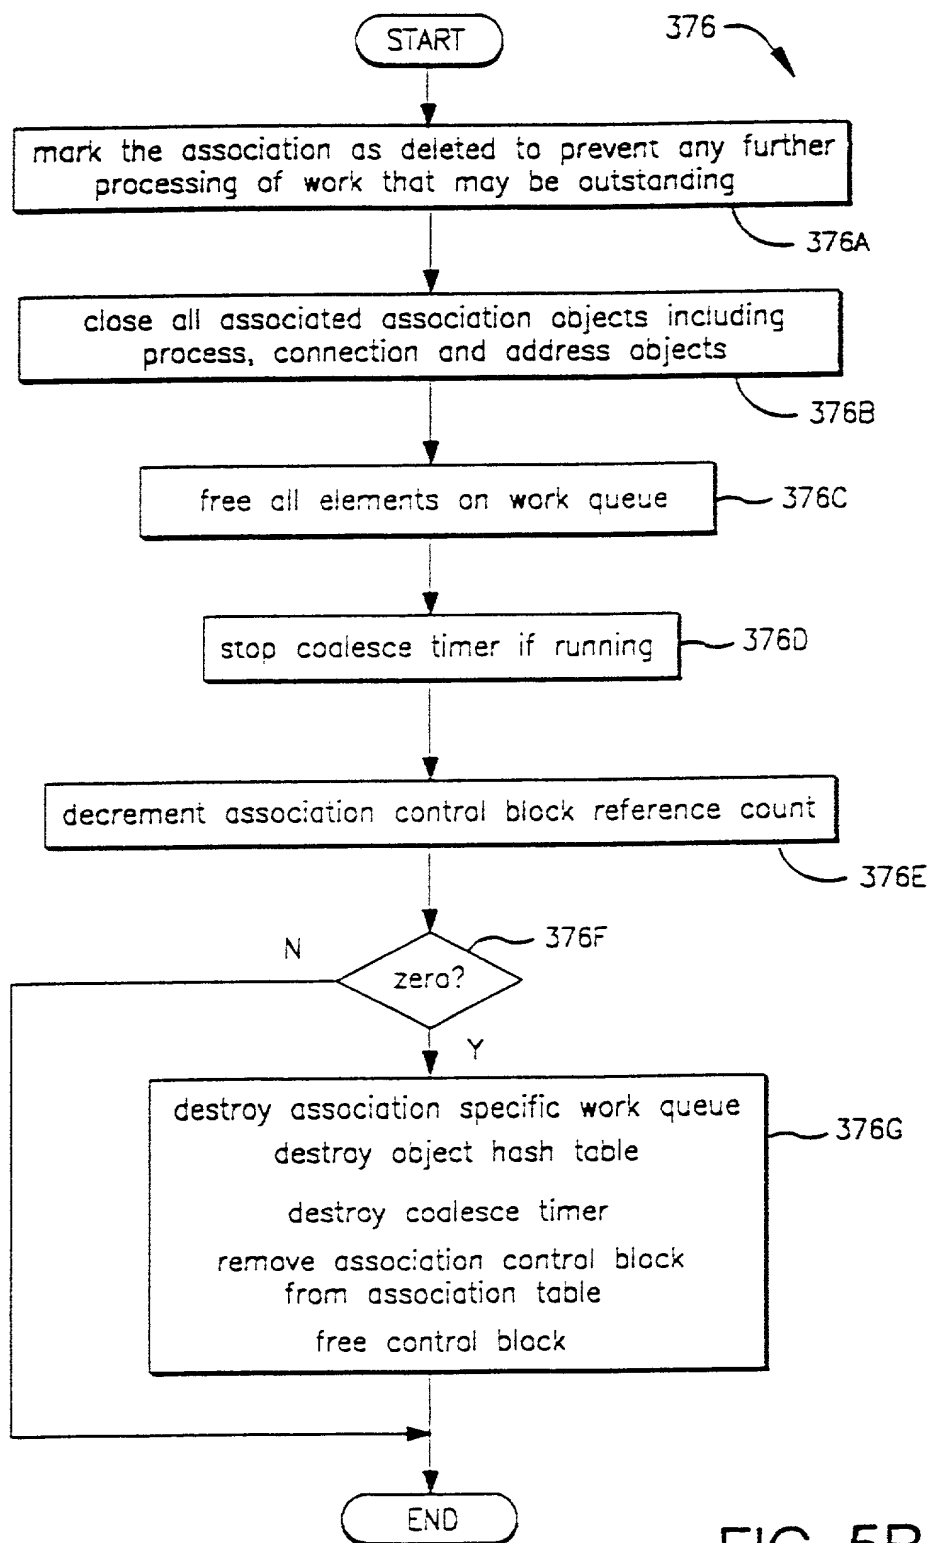 START
376
mark the association as deleted to prevent any further
processing of work that may be outstanding
376A
close all associated association objects including
process, connection and address objects
376B
free all elements on work queue
376C
stop coalesce timer if running
376D
decrement association control block reference count
376E
376F
N
zero?
Y
destroy association specific work queue
376G
destroy object hash table
destroy coalesce timer
remove association control block
from association table
free control block
END
FIG. 5B